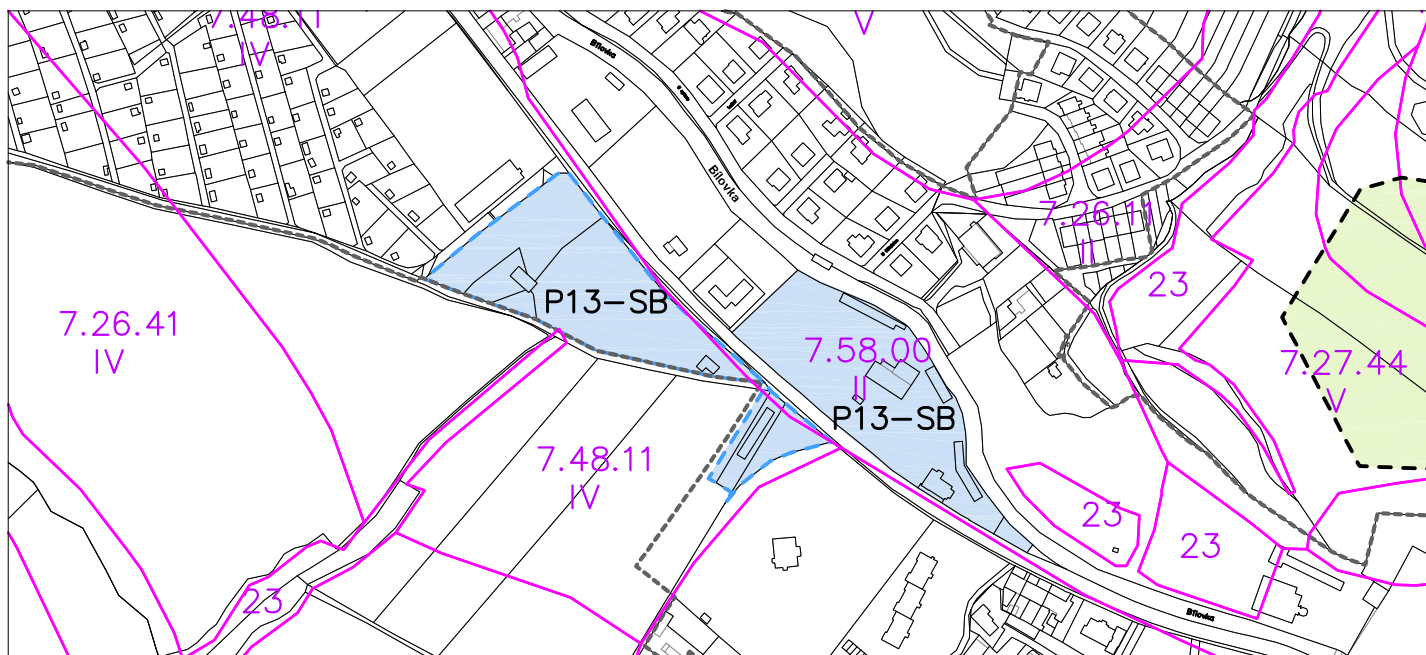 7.48.11
IV
V
Bílovka
Bílovka
7.26.11
II
23
P13-SB
7.26.41
IV
7.58.00
II
7.27.44
V
P13-SB
7.48.11
IV
23
23
23
Bílovka